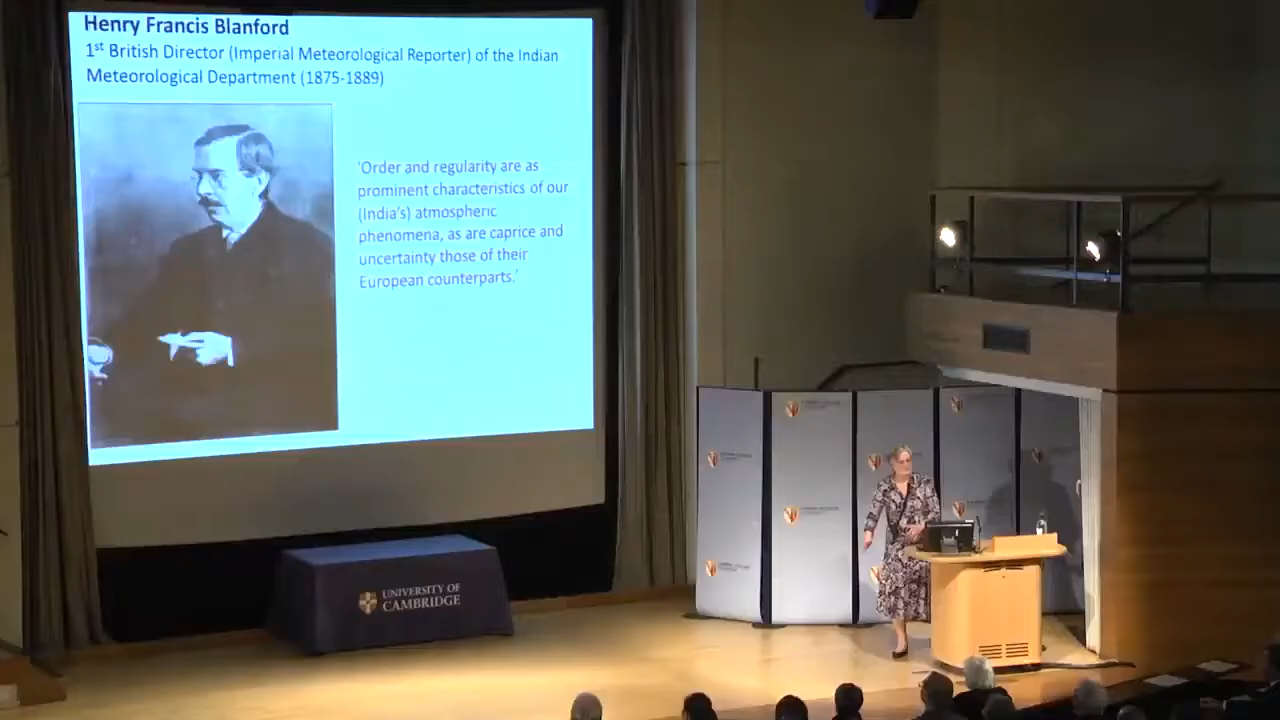 Henry Francis Blanford
1st British Director (Imperial Meteorological Reporter) of the Indian
Meteorological Department (1875-1889)
'Order and regularity are as
prominent characteristics of our
(India's) atmospheric
phenomena, as are caprice and
uncertainty those of their
European counterparts.'
UNIVERSITY OF
CAMBRIDGE